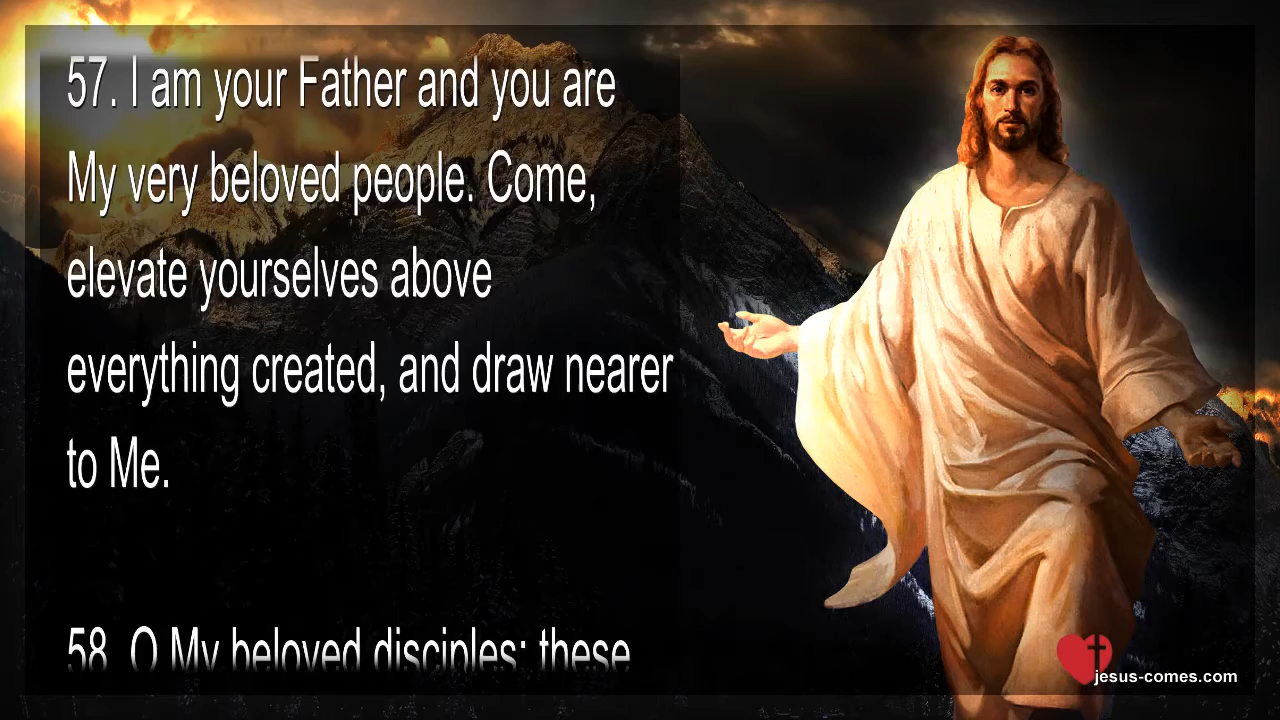 57. I am your Father and you are
My very beloved people. Come,
elevate yourselves above
everything created, and draw nearer
to Me.
58. O My beloved disciples; these
jesus-comes.com